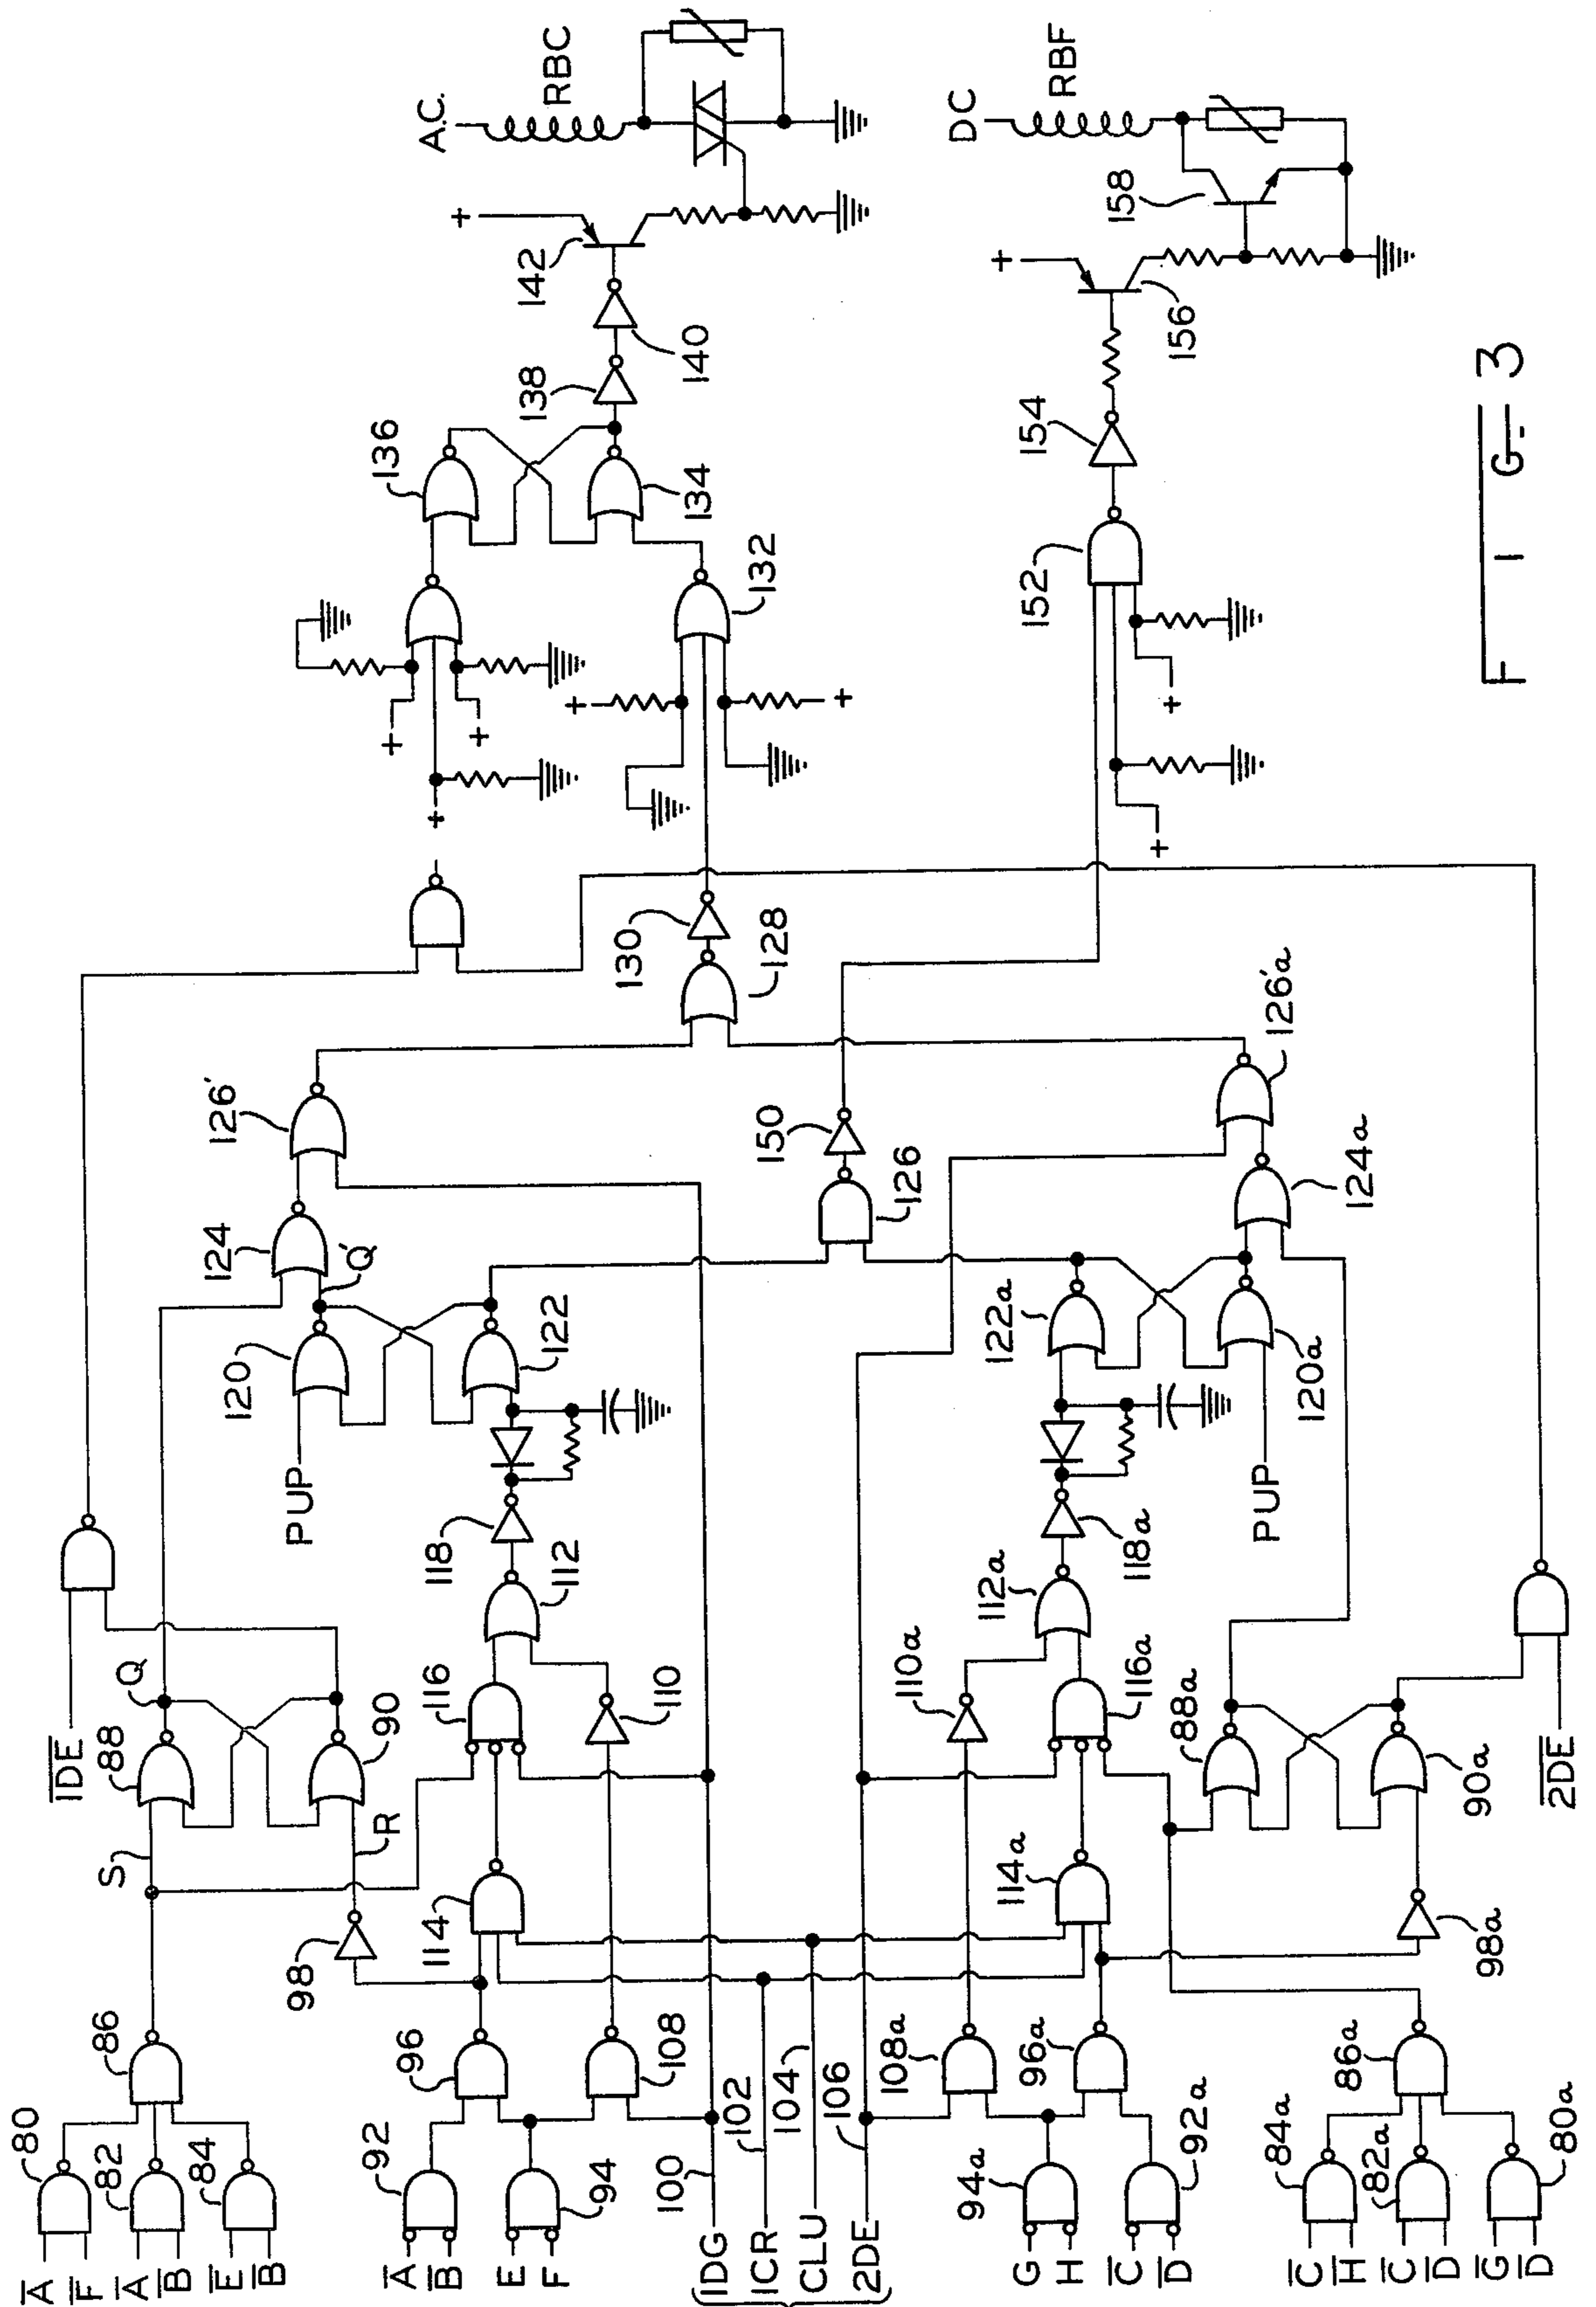 A̅
F̅
A̅
B̅
E̅
B̅
80
82
84
86
S
88
Q
1̅D̅E̅
R
90
98
A̅
B̅
E
F
92
94
96
108
114
116
110
112
118
PUP
120
122
Q'
124
126'
1DG
1CR
CLU
2DE
100
102
104
106
G
H
C̅
D̅
94a
92a
108a
96a
114a
110a
116a
112a
118a
122a
120a
PUP
124a
126'a
126
150
128
130
C̅
H̅
C̅
D̅
G̅
D̅
84a
82a
80a
86a
98a
88a
90a
2̅D̅E̅
+
+
+
+
+
132
136
134
138
140
142
+
A.C.
RBC
152
+
+
154
156
+
158
DC
RBF
FIG-3